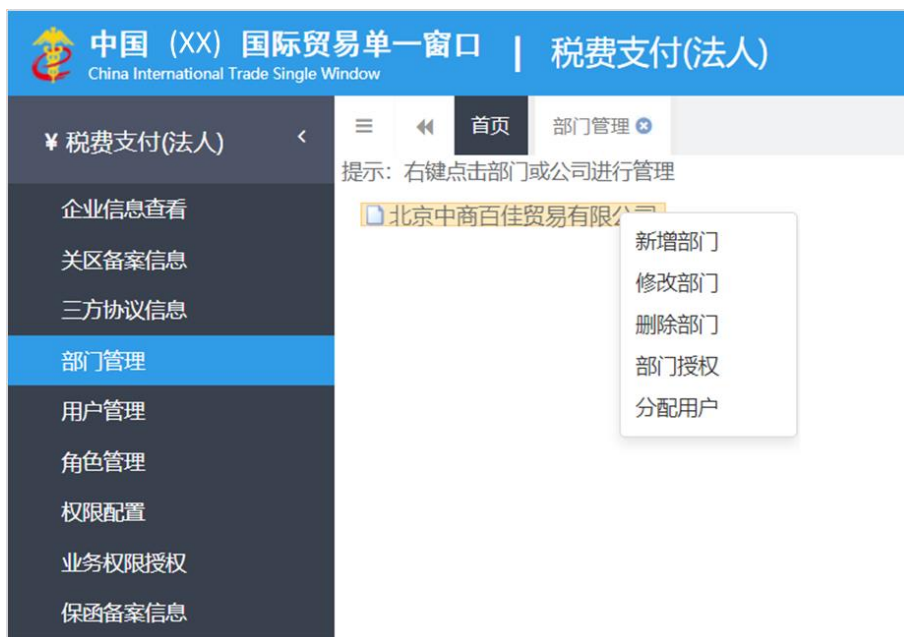 中国（XX）国际贸易单一窗口 | 税费支付(法人)
China International Trade Single Window
¥ 税费支付(法人)
首页 部门管理
提示：右键点击部门或公司进行管理
企业信息查看
关区备案信息
三方协议信息
部门管理
用户管理
角色管理
权限配置
业务权限授权
保函备案信息
北京中商百佳贸易有限公司
新增部门
修改部门
删除部门
部门授权
分配用户